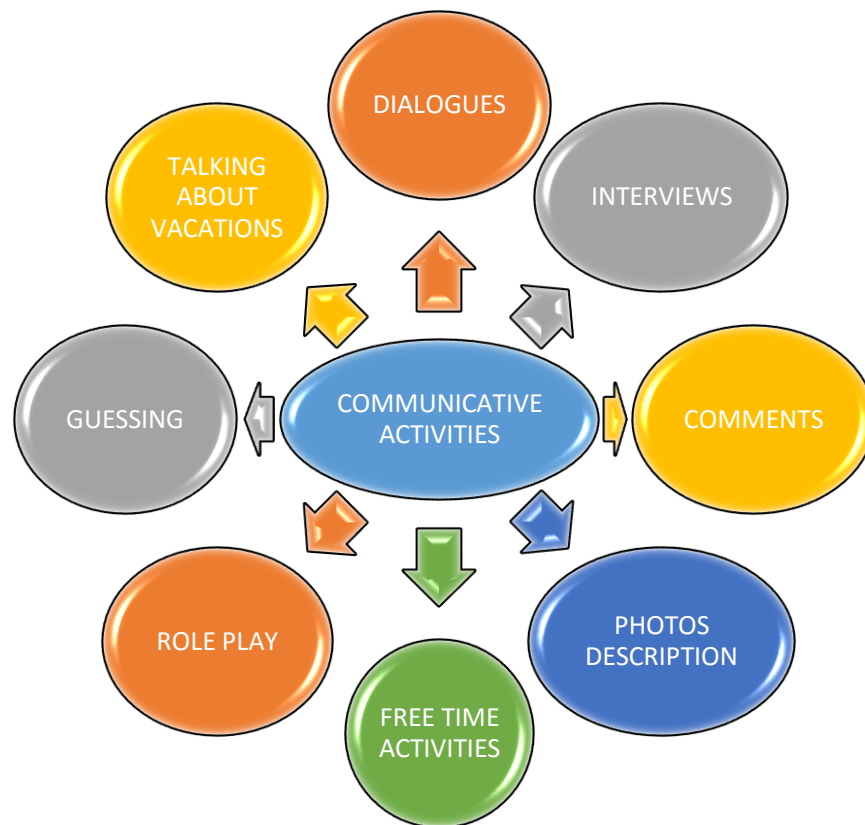 DIALOGUES
TALKING
ABOUT
VACATIONS
INTERVIEWS
GUESSING
COMMUNICATIVE
ACTIVITIES
COMMENTS
ROLE PLAY
PHOTOS
DESCRIPTION
FREE TIME
ACTIVITIES